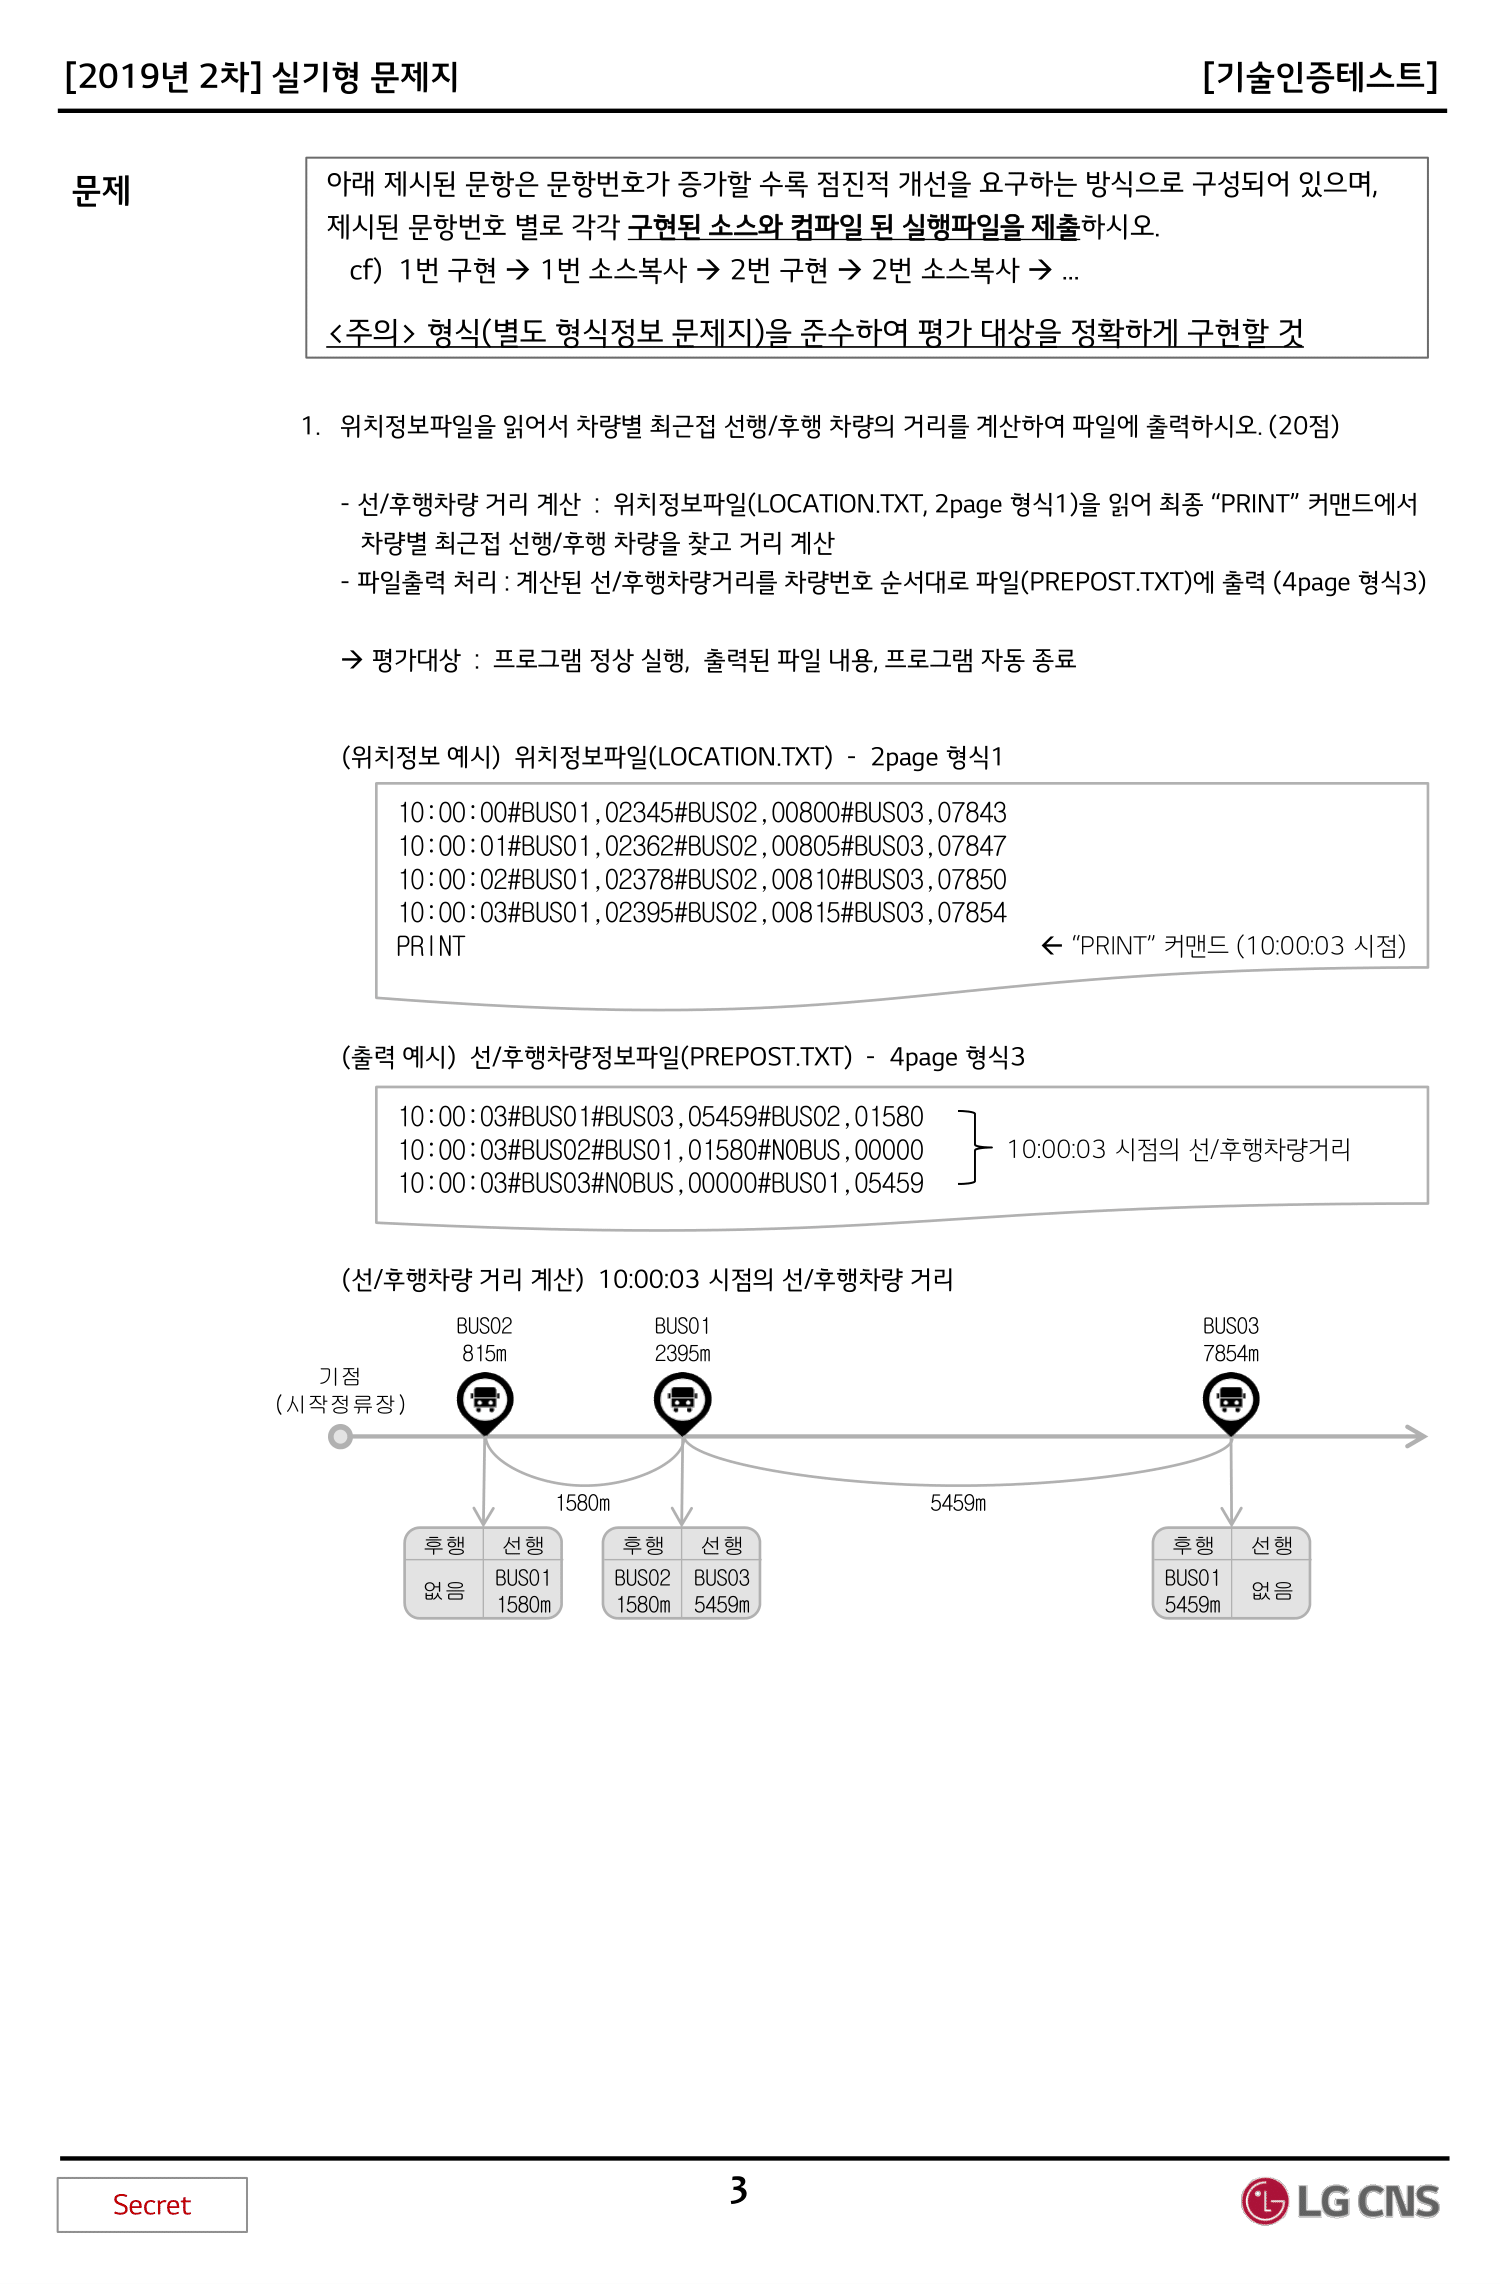 [2019년 2차] 실기형 문제지
[기술인증테스트]
문제
아래 제시된 문항은 문항번호가 증가할 수록 점진적 개선을 요구하는 방식으로 구성되어 있으며,
제시된 문항번호 별로 각각 구현된 소스와 컴파일 된 실행파일을 제출하시오.
cf) 1번 구현 → 1번 소스복사 → 2번 구현 → 2번 소스복사 → ...
<주의> 형식(별도 형식정보 문제지)을 준수하여 평가 대상을 정확하게 구현할 것
1. 위치정보파일을 읽어서 차량별 최근접 선행/후행 차량의 거리를 계산하여 파일에 출력하시오. (20점)
- 선/후행차량 거리 계산 : 위치정보파일(LOCATION.TXT, 2page 형식1)을 읽어 최종 “PRINT” 커맨드에서
차량별 최근접 선행/후행 차량을 찾고 거리 계산
- 파일출력 처리 : 계산된 선/후행차량거리를 차량번호 순서대로 파일(PREPOST.TXT)에 출력 (4page 형식3)
→ 평가대상 : 프로그램 정상 실행, 출력된 파일 내용, 프로그램 자동 종료
(위치정보 예시) 위치정보파일(LOCATION.TXT) - 2page 형식1
10:00:00#BUS01,02345#BUS02,00800#BUS03,07843
10:00:01#BUS01,02362#BUS02,00805#BUS03,07847
10:00:02#BUS01,02378#BUS02,00810#BUS03,07850
10:00:03#BUS01,02395#BUS02,00815#BUS03,07854
PRINT ← “PRINT” 커맨드 (10:00:03 시점)
(출력 예시) 선/후행차량정보파일(PREPOST.TXT) - 4page 형식3
10:00:03#BUS01#BUS03,05459#BUS02,01580
10:00:03#BUS02#BUS01,01580#NOBUS,00000
10:00:03#BUS03#NOBUS,00000#BUS01,05459
10:00:03 시점의 선/후행차량거리
(선/후행차량 거리 계산) 10:00:03 시점의 선/후행차량 거리
BUS02 BUS01 BUS03
815m 2395m 7854m
기점
(시작정류장)
1580m 5459m
후행 선행 후행 선행 후행 선행
없음 BUS01 1580m BUS02 1580m BUS03 5459m BUS01 5459m 없음
Secret
3
LG CNS